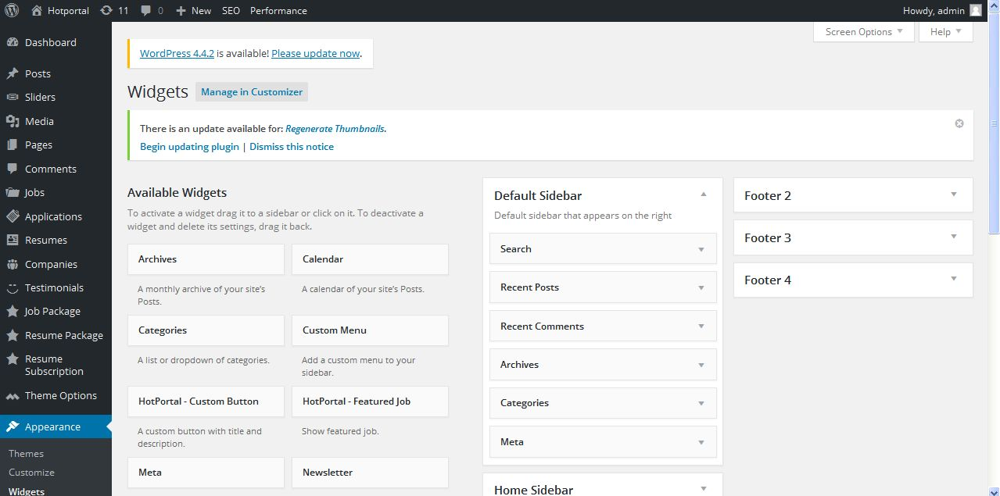 Hotportal 11 0 New SEO Performance Howdy, admin
Screen Options Help
Dashboard
Posts
Sliders
Media
Pages
Comments
Jobs
Applications
Resumes
Companies
Testimonials
Job Package
Resume Package
Resume
Subscription
Theme Options
Appearance
Themes
Customize
Widgets
WordPress 4.4.2 is available! Please update now.
Widgets Manage in Customizer
There is an update available for: Regenerate Thumbnails.
Begin updating plugin | Dismiss this notice
Available Widgets
To activate a widget drag it to a sidebar or click on it. To deactivate a
widget and delete its settings, drag it back.
Archives Calendar
A monthly archive of your site's
Posts.
A calendar of your site's Posts.
Categories Custom Menu
A list or dropdown of categories.
Add a custom menu to your
sidebar.
HotPortal - Custom Button HotPortal - Featured Job
A custom button with title and
description.
Show featured job.
Meta Newsletter
Default Sidebar
Default sidebar that appears on the right
Search
Recent Posts
Recent Comments
Archives
Categories
Meta
Home Sidebar
Footer 2
Footer 3
Footer 4